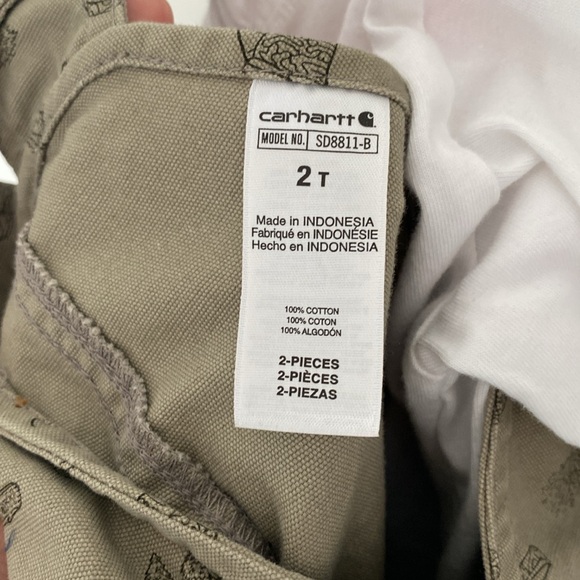 carhartt
MODEL NO. SD8811-B
2 T
Made in INDONESIA
Fabriqué en INDONÉSIE
Hecho en INDONESIA
100% COTTON
100% COTON
100% ALGODÓN
2-PIECES
2-PIÈCES
2-PIEZAS